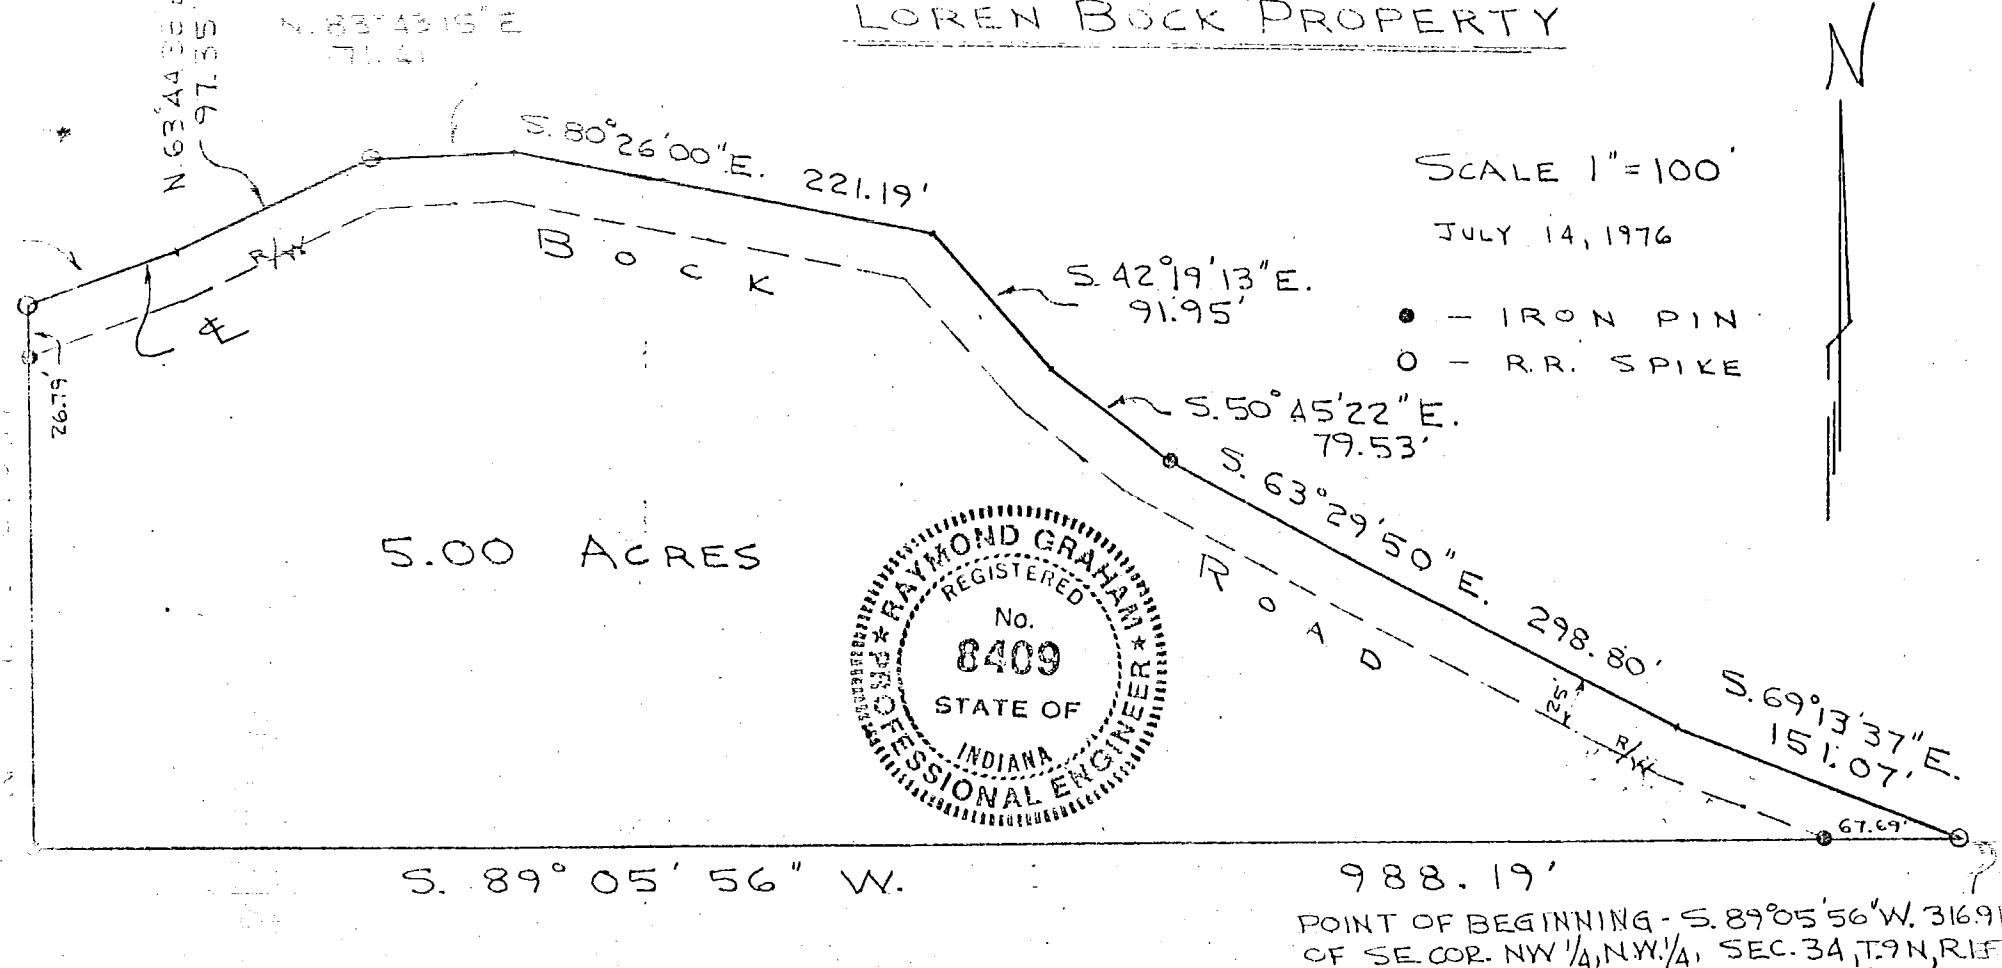 LOREN BOCK PROPERTY
N. 83°43'15" E
71.41
N. 63°44'
97.35
N
S. 80°26'00"E. 221.19'
SCALE 1"=100'
JULY 14, 1976
S. 42°19'13"E.
91.95'
● - IRON PIN
O - R.R. SPIKE
R/W
BOCK
℄
26.79'
S. 50°45'22"E.
79.53'
S. 63°29'50"E. 298.80'
5.00 ACRES
RAYMOND GRAHAM
REGISTERED
No.
8409
STATE OF
INDIANA
PROFESSIONAL ENGINEER
ROAD
25'
R/W
S. 69°13'37"E.
151.07'
67.69'
S. 89° 05' 56" W. 988.19'
POINT OF BEGINNING - S. 89°05'56"W. 316.91
OF SE. COR. NW 1/4, N.W. 1/4, SEC. 34, T.9N, R1E